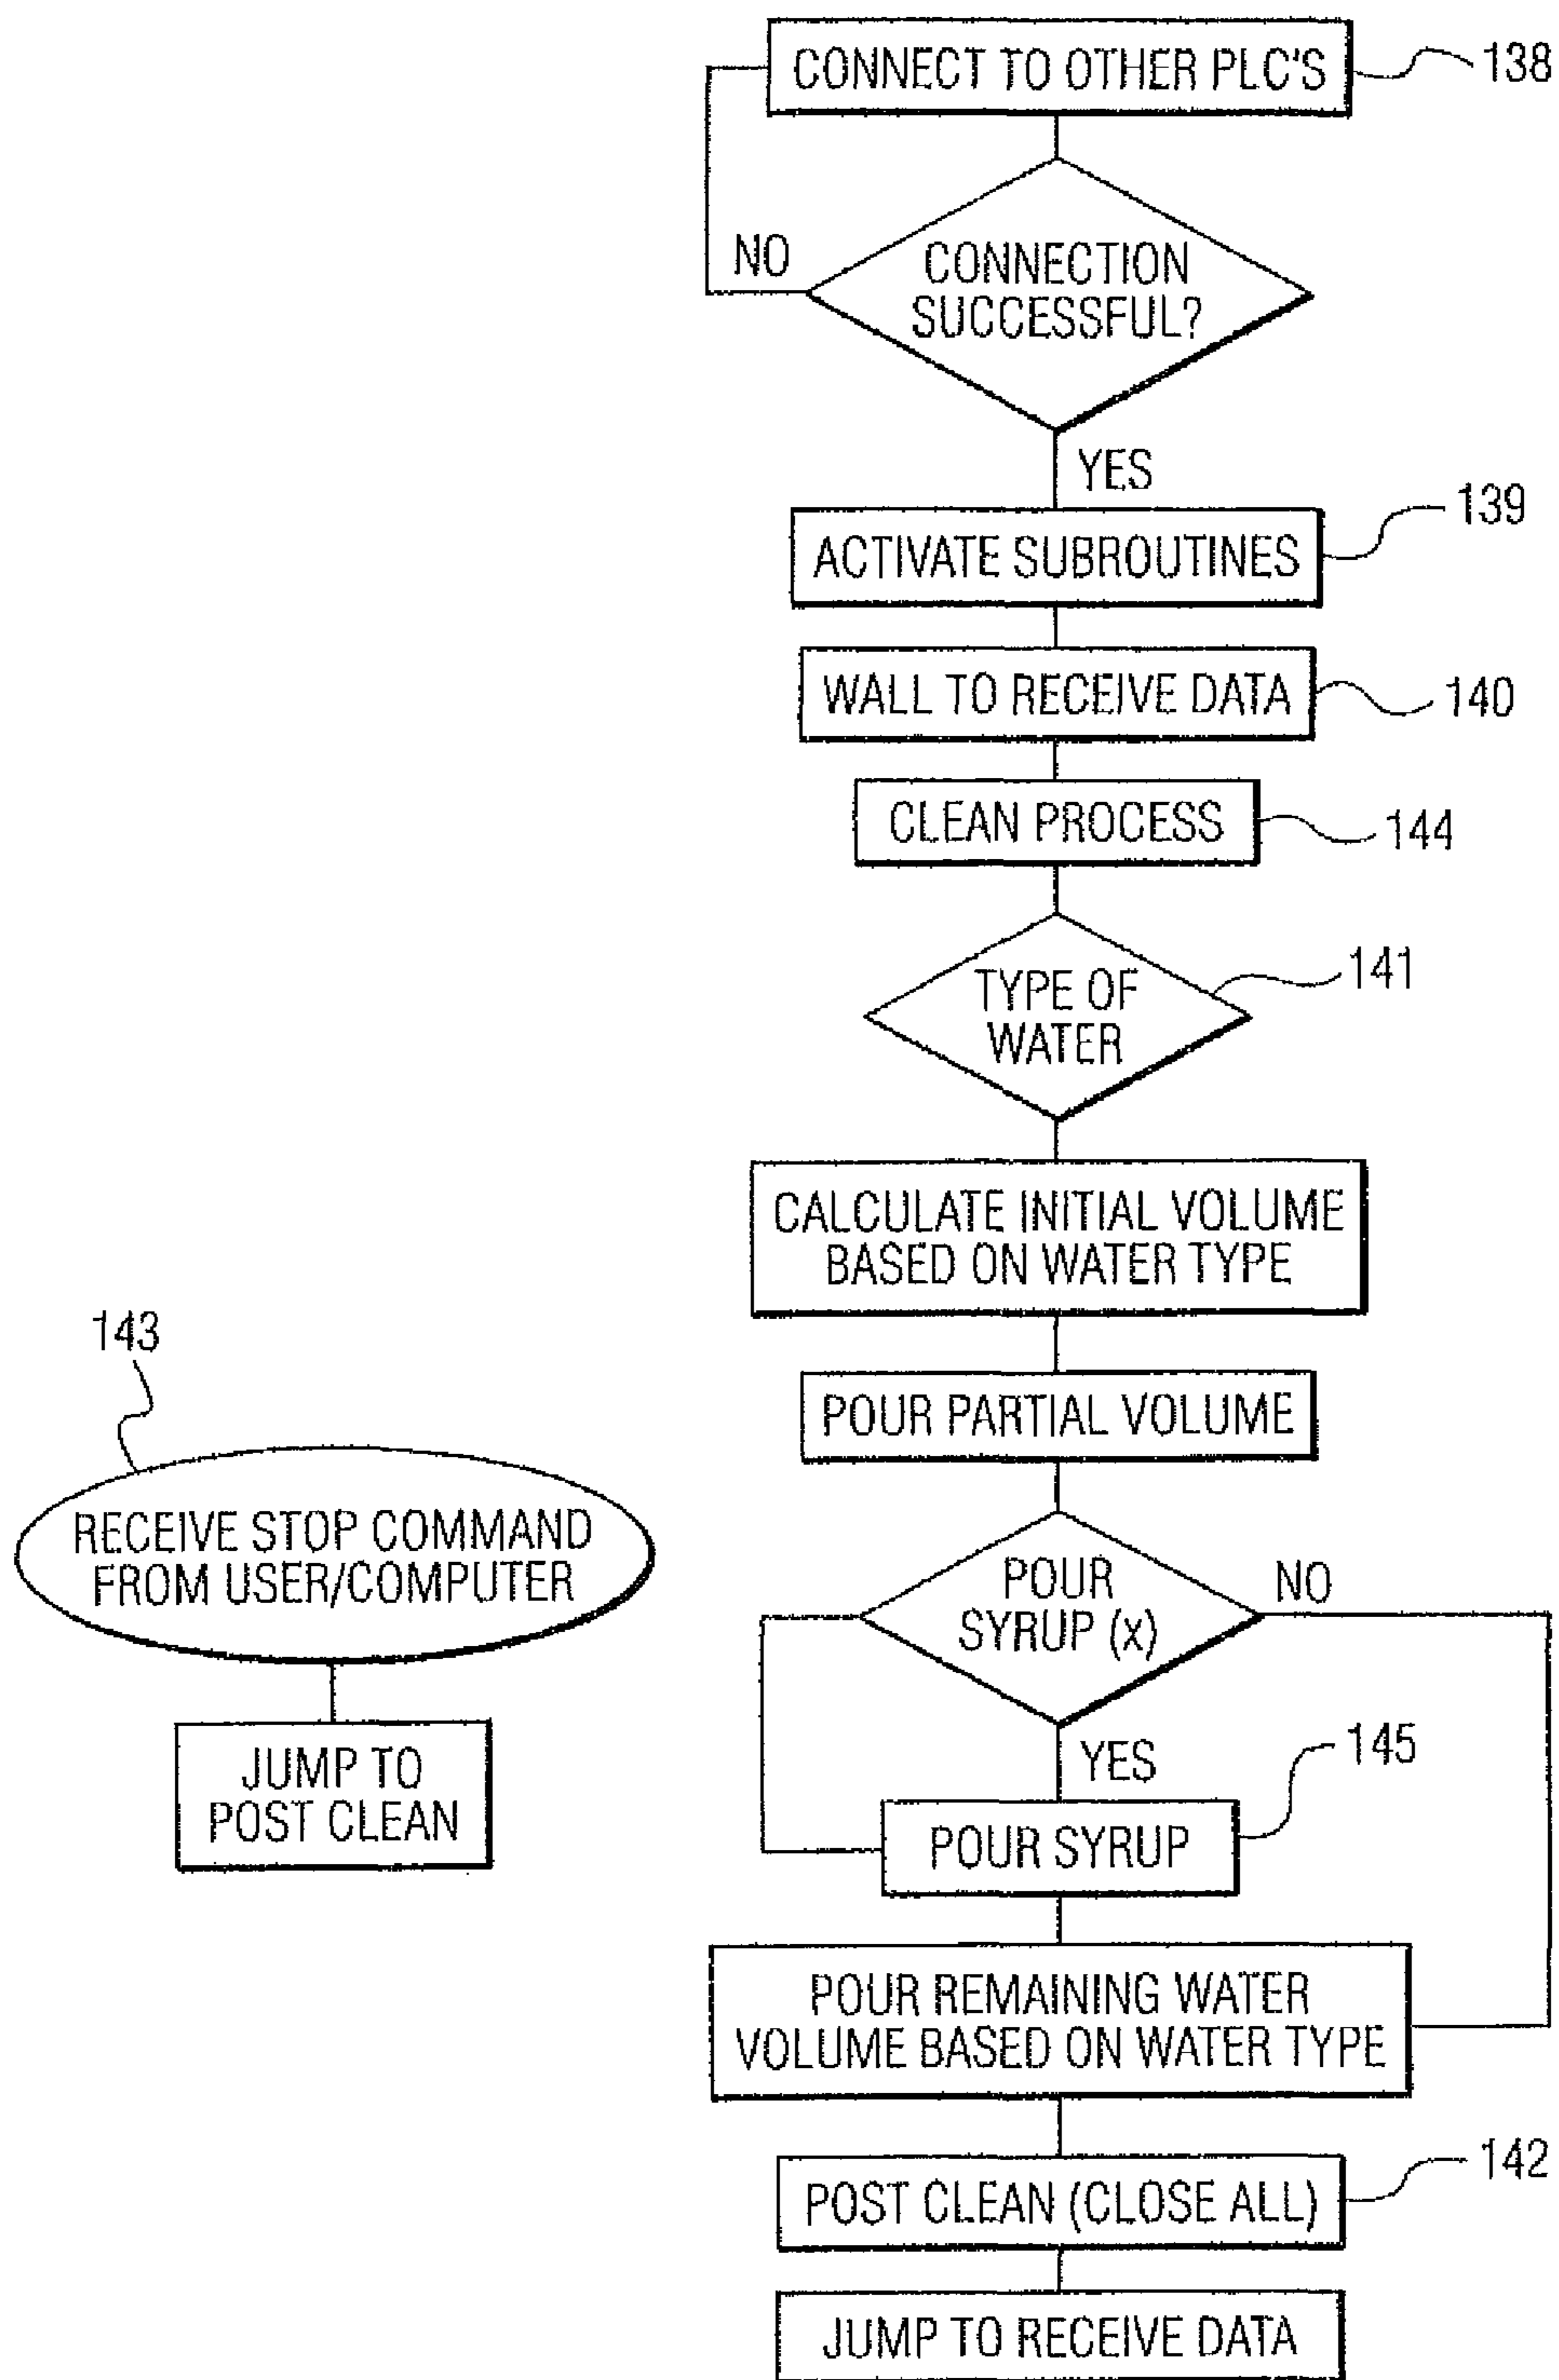 CONNECT TO OTHER PLC'S
138
CONNECTION
SUCCESSFUL?
NO
YES
139
ACTIVATE SUBROUTINES
WALL TO RECEIVE DATA
140
CLEAN PROCESS
144
TYPE OF
WATER
141
CALCULATE INITIAL VOLUME
BASED ON WATER TYPE
POUR PARTIAL VOLUME
143
RECEIVE STOP COMMAND
FROM USER/COMPUTER
JUMP TO
POST CLEAN
POUR
SYRUP (x)
NO
YES
145
POUR SYRUP
POUR REMAINING WATER
VOLUME BASED ON WATER TYPE
142
POST CLEAN (CLOSE ALL)
JUMP TO RECEIVE DATA